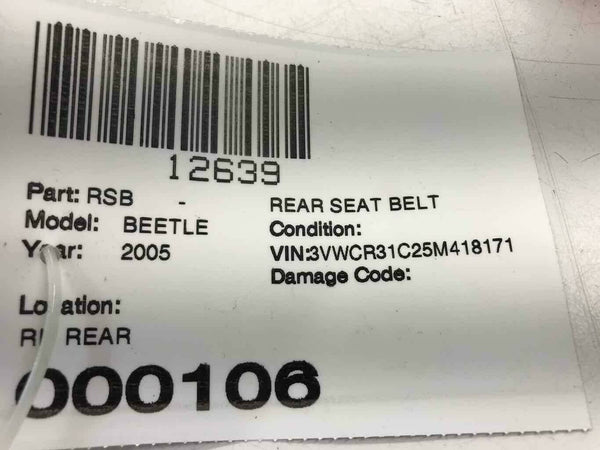 12639
Part: RSB - REAR SEAT BELT
Model: BEETLE Condition:
Year: 2005 VIN:3VWCR31C25M418171
Damage Code:
Location:
REAR
000106